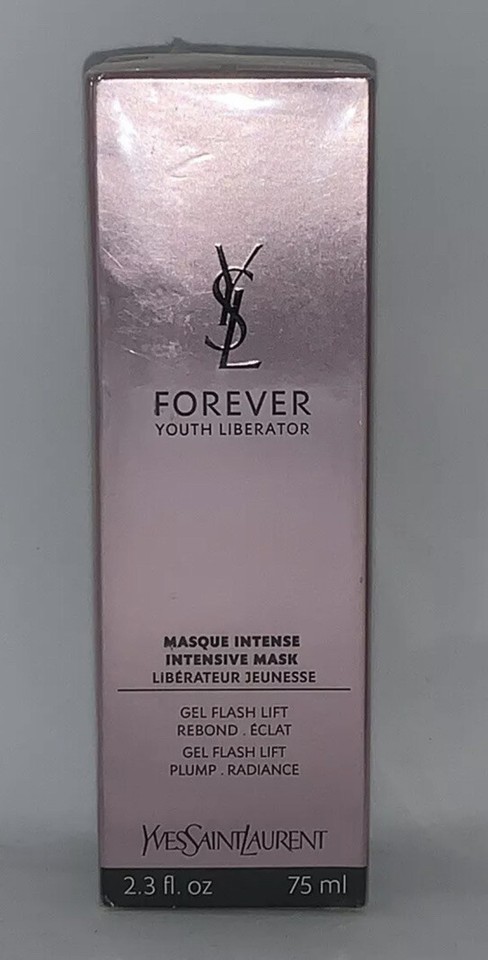 YSL
FOREVER
YOUTH LIBERATOR
MASQUE INTENSE
INTENSIVE MASK
LIBÉRATEUR JEUNESSE
GEL FLASH LIFT
REBOND . ÉCLAT
GEL FLASH LIFT
PLUMP . RADIANCE
YVESSAINTLAURENT
2.3 fl. oz 75 ml